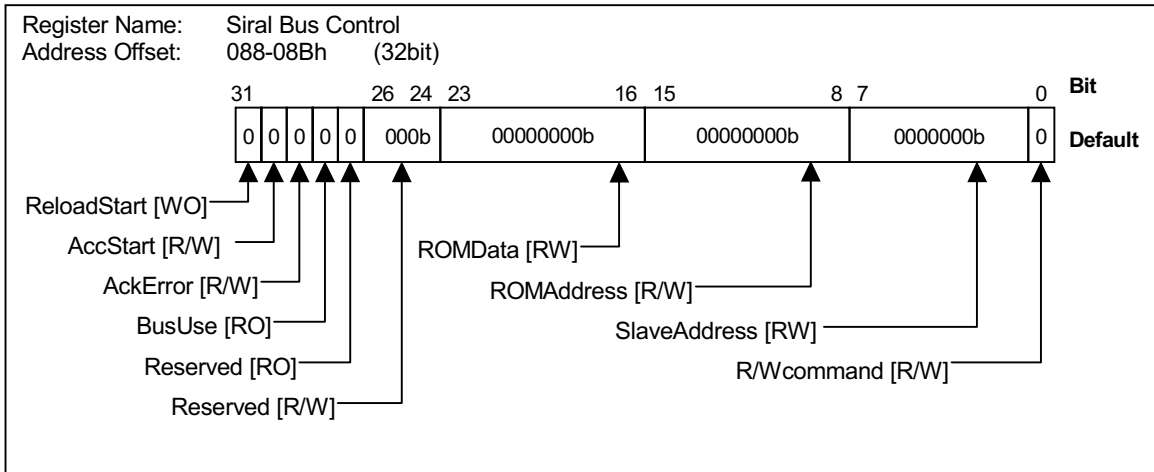 Register Name: Siral Bus Control
Address Offset: 088-08Bh (32bit)
31 26 24 23 16 15 8 7 0 Bit
0 0 0 0 0 000b 00000000b 00000000b 0000000b 0 Default
ReloadStart [WO]
AccStart [R/W]
ROMData [RW]
AckError [R/W]
ROMAddress [R/W]
BusUse [RO]
SlaveAddress [RW]
Reserved [RO]
R/Wcommand [R/W]
Reserved [R/W]